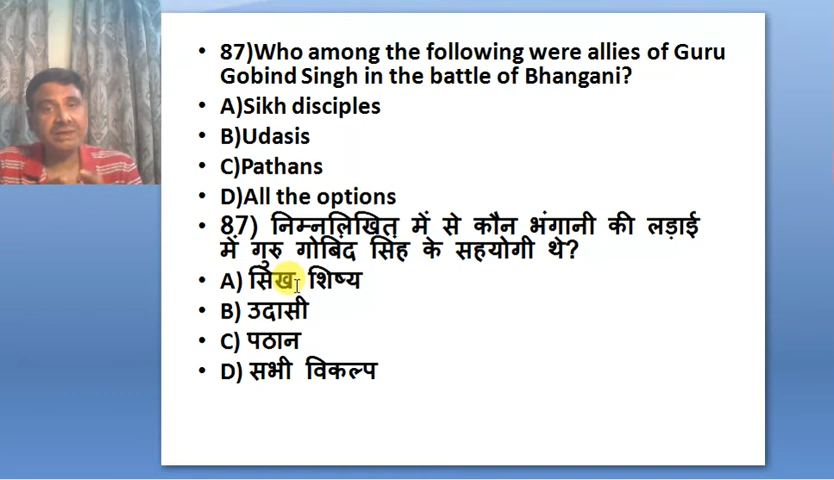 87)Who among the following were allies of Guru
Gobind Singh in the battle of Bhangani?
A)Sikh disciples
B)Udasis
C)Pathans
D)All the options
87) निम्नलिखित में से कौन भंगानी की लड़ाई
में गुरु गोबिंद सिंह के सहयोगी थे?
A) सिख शिष्य
B) उदासी
C) पठान
D) सभी विकल्प